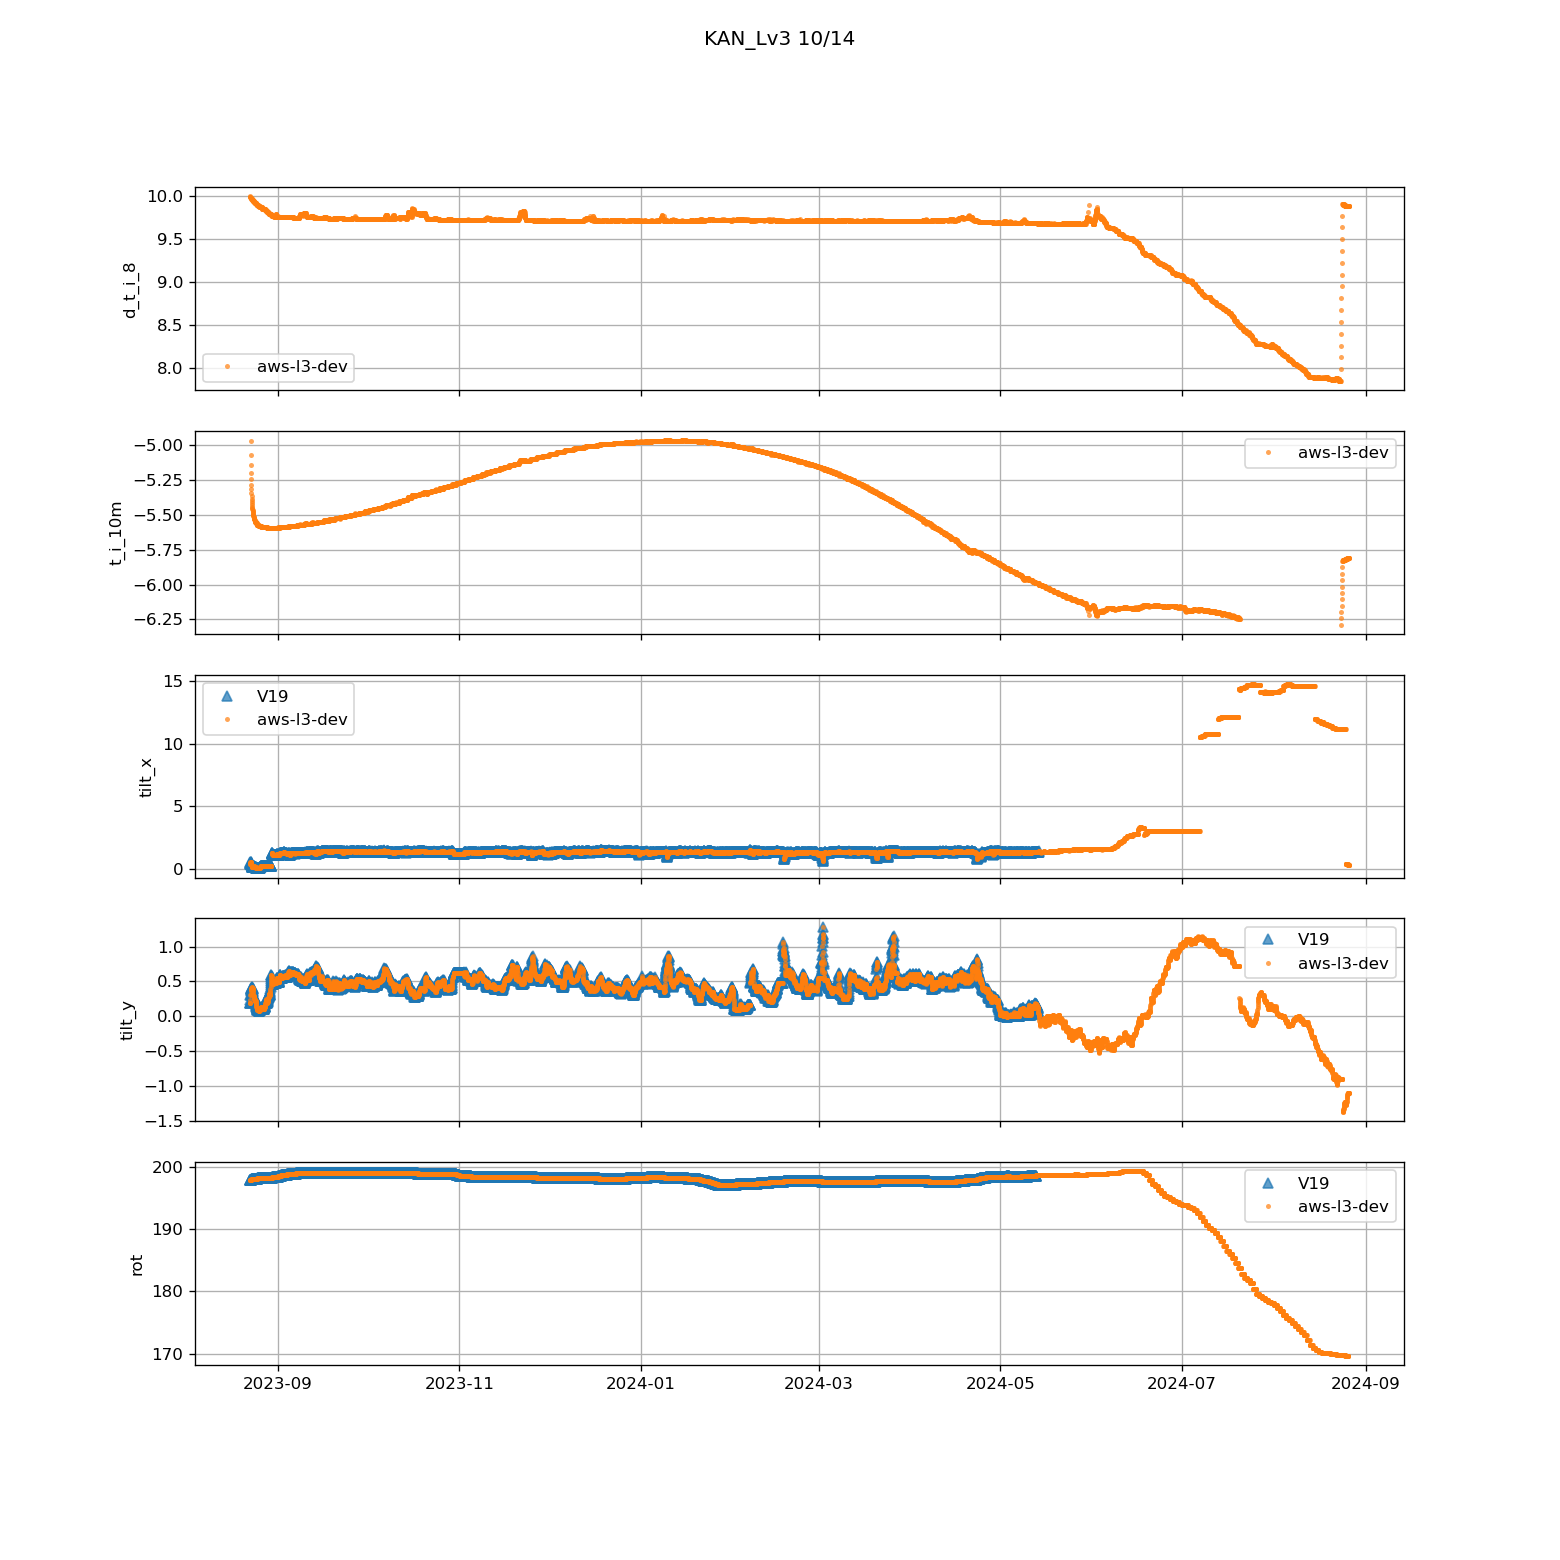 KAN_Lv3 10/14
10.0
9.5
9.0
8.5
8.0
d_t_i_8
aws-l3-dev
−5.00
−5.25
−5.50
−5.75
−6.00
−6.25
t_i_10m
aws-l3-dev
15
10
5
0
tilt_x
V19
aws-l3-dev
1.0
0.5
0.0
−0.5
−1.0
−1.5
tilt_y
V19
aws-l3-dev
200
190
180
170
rot
V19
aws-l3-dev
2023-09 2023-11 2024-01 2024-03 2024-05 2024-07 2024-09